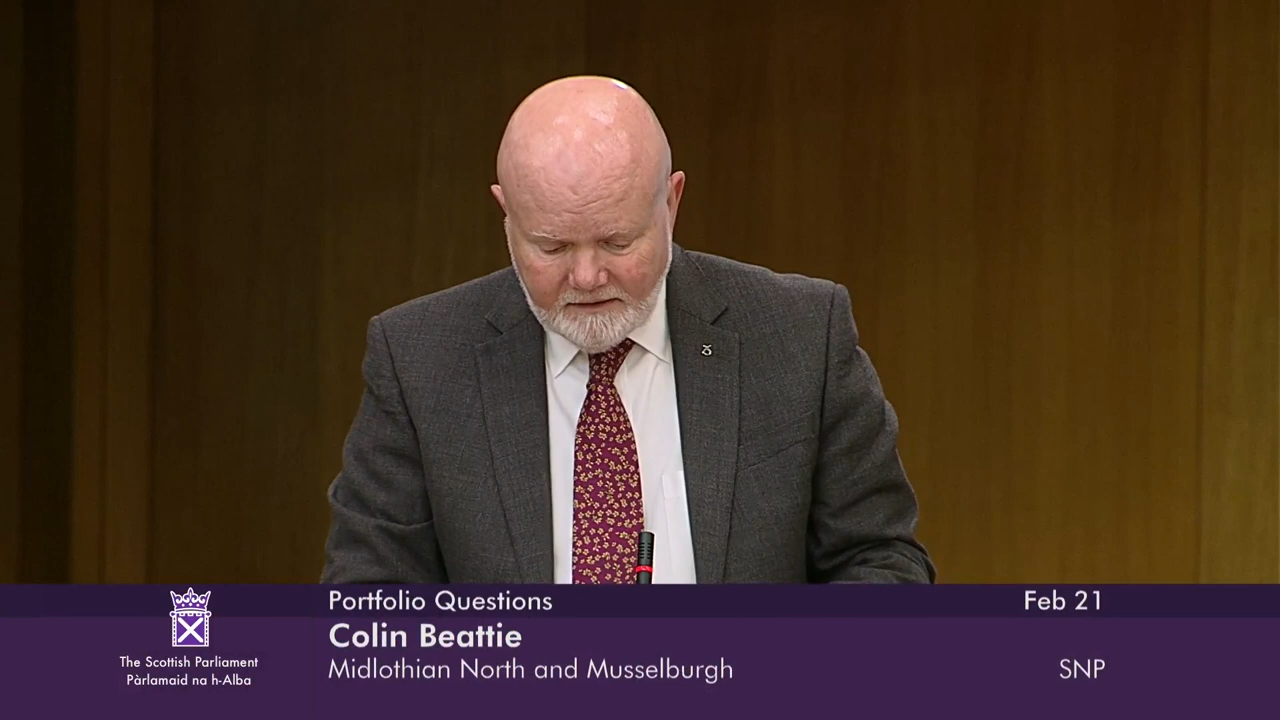 Portfolio Questions
Feb 21
Colin Beattie
Midlothian North and Musselburgh
SNP
The Scottish Parliament
Pàrlamaid na h-Alba